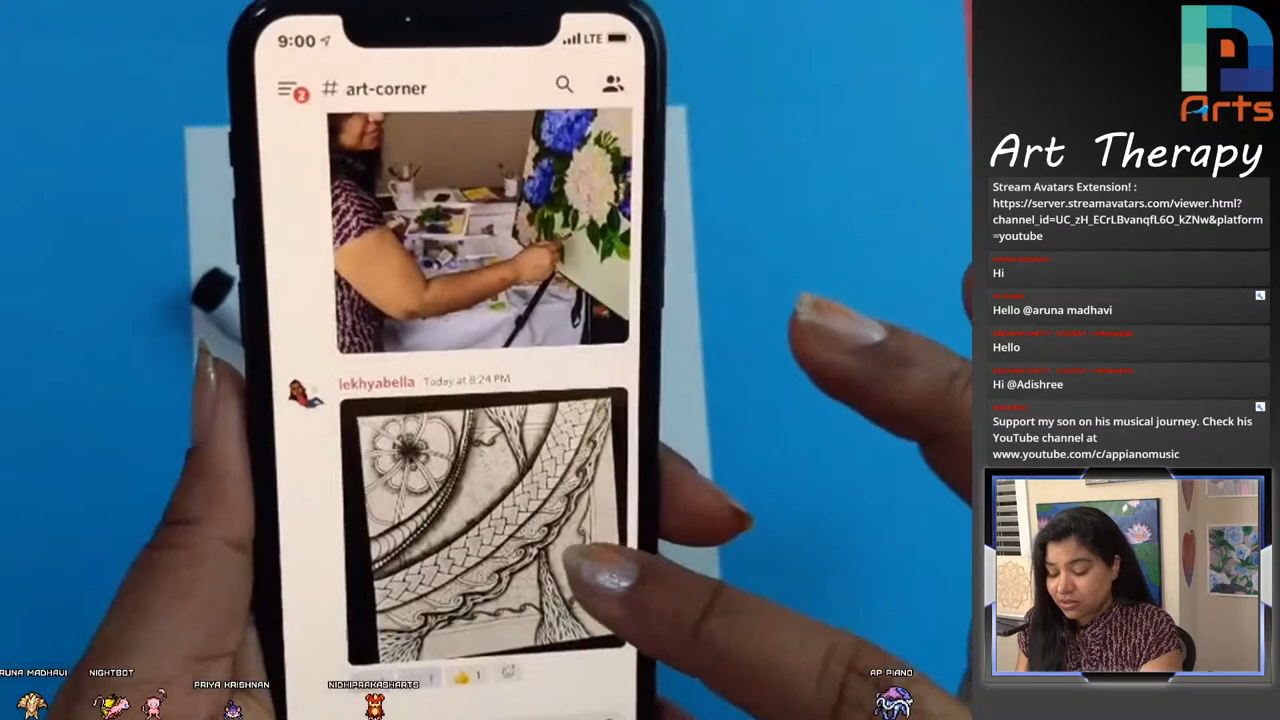 9:00
LTE
2
# art-corner
lekhyabella Today at 8:24 PM
1
1
Arts
Art Therapy
Stream Avatars Extension! :
https://server.streamavatars.com/viewer.html?
channel_id=UC_zH_ECrLBvanqfL6O_kZNw&platform
=youtube
Hi
Hello @aruna madhavi
Hello
Hi @Adishree
Support my son on his musical journey. Check his
YouTube channel at
www.youtube.com/c/appianomusic
RUNA MADHAVI
NIGHTBOT
PRIYA KRISHNAN
NIDHIPRAKASHARTS
AP PIANO